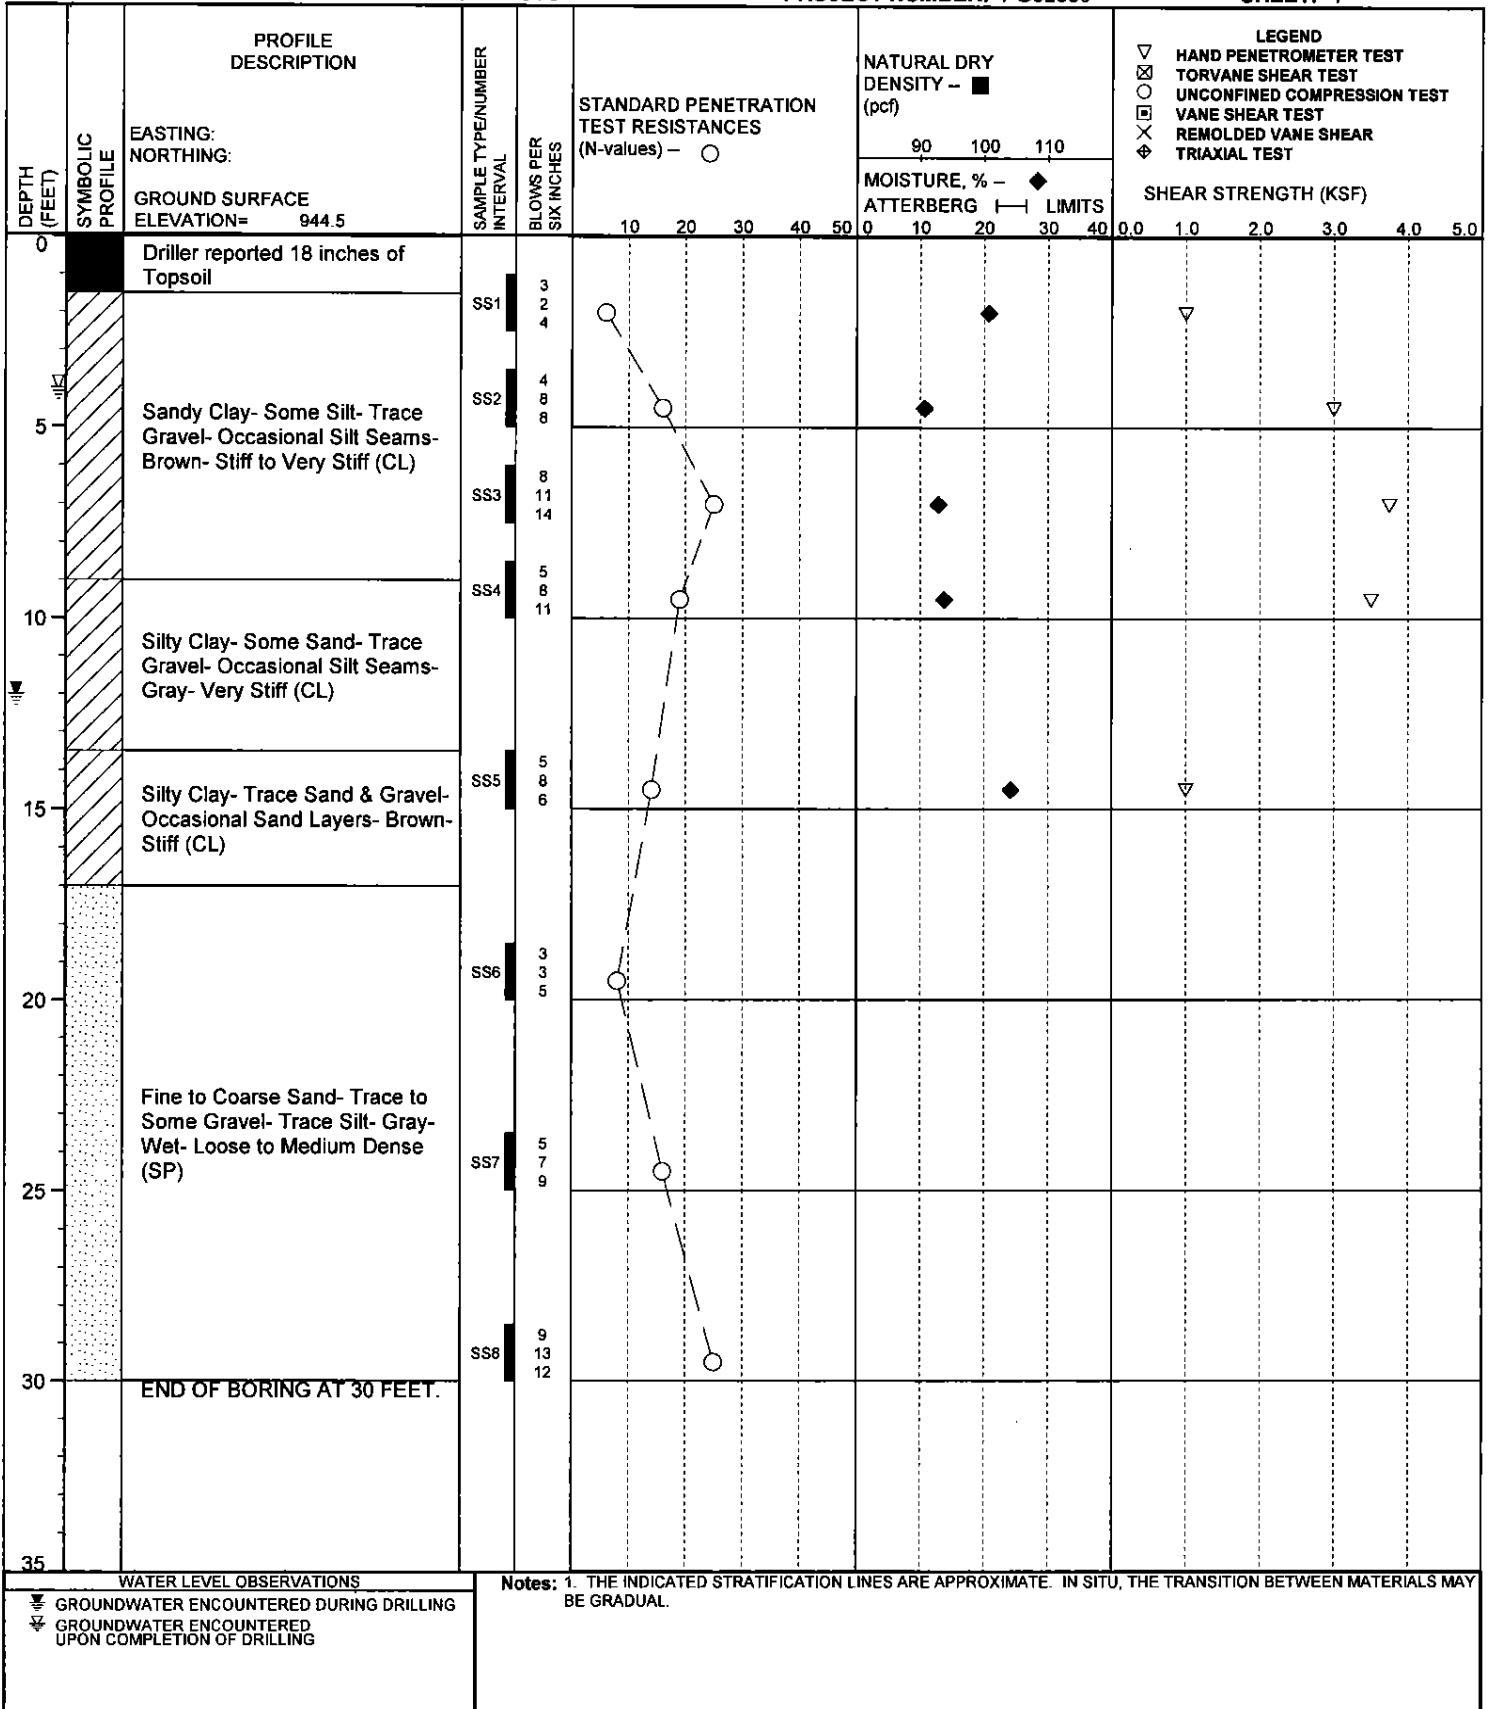 PROFILE
DESCRIPTION
EASTING:
NORTHING:
GROUND SURFACE
ELEVATION= 944.5
DEPTH
(FEET)
SYMBOLIC
PROFILE
SAMPLE TYPE/NUMBER
INTERVAL
BLOWS PER
SIX INCHES
STANDARD PENETRATION
TEST RESISTANCES
(N-values) –
10 20 30 40 50
NATURAL DRY
DENSITY –
(pcf)
90 100 110
MOISTURE, % –
ATTERBERG LIMITS
0 10 20 30 40
LEGEND
HAND PENETROMETER TEST
TORVANE SHEAR TEST
UNCONFINED COMPRESSION TEST
VANE SHEAR TEST
REMOLDED VANE SHEAR
TRIAXIAL TEST
SHEAR STRENGTH (KSF)
0.0 1.0 2.0 3.0 4.0 5.0
0
Driller reported 18 inches of
Topsoil
SS1
3
2
4
Sandy Clay- Some Silt- Trace
Gravel- Occasional Silt Seams-
Brown- Stiff to Very Stiff (CL)
SS2
4
8
8
5
SS3
8
11
14
SS4
5
8
11
10
Silty Clay- Some Sand- Trace
Gravel- Occasional Silt Seams-
Gray- Very Stiff (CL)
SS5
5
8
6
15
Silty Clay- Trace Sand & Gravel-
Occasional Sand Layers- Brown-
Stiff (CL)
SS6
3
3
5
20
Fine to Coarse Sand- Trace to
Some Gravel- Trace Silt- Gray-
Wet- Loose to Medium Dense
(SP)
SS7
5
7
9
25
SS8
9
13
12
30
END OF BORING AT 30 FEET.
35
WATER LEVEL OBSERVATIONS
GROUNDWATER ENCOUNTERED DURING DRILLING
GROUNDWATER ENCOUNTERED
UPON COMPLETION OF DRILLING
Notes: 1. THE INDICATED STRATIFICATION LINES ARE APPROXIMATE. IN SITU, THE TRANSITION BETWEEN MATERIALS MAY
BE GRADUAL.